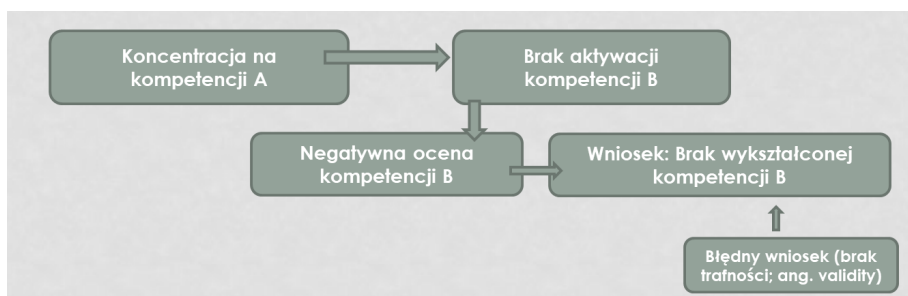 Koncentracja na
kompetencji A
Brak aktywacji
kompetencji B
Negatywna ocena
kompetencji B
Wniosek: Brak wykształconej
kompetencji B
Błędny wniosek (brak
trafności; ang. validity)